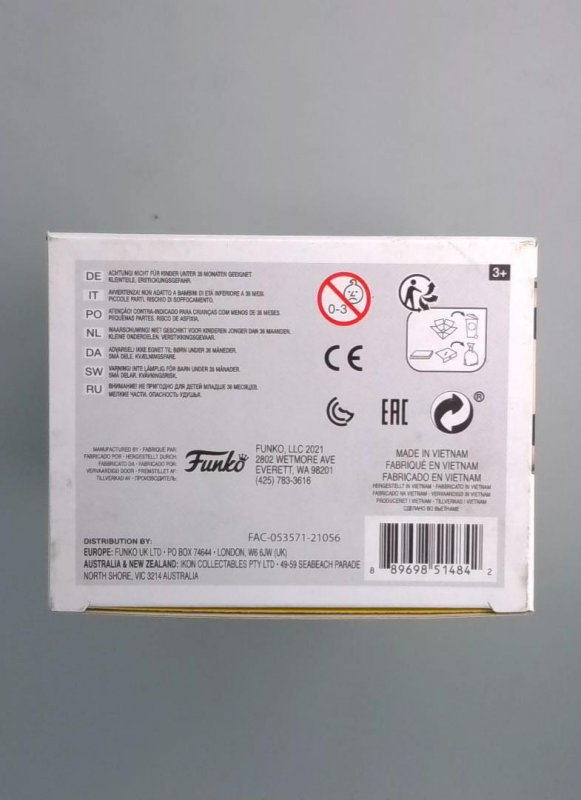 3+
DE ACHTUNG! NICHT FÜR KINDER UNTER 36 MONATEN GEEIGNET
KLEINTEILE, ERSTICKUNGSGEFAHR.
IT AVVERTENZA! NON ADATTO A BAMBINI DI ETÀ INFERIORE A 36 MESI.
PICCOLE PARTI. RISCHIO DI SOFFOCAMENTO.
PO ATENÇÃO! CONTRA-INDICADO PARA CRIANÇAS COM MENOS DE 36 MESES.
PEQUENAS PARTES. RISCO DE ASFIXIA.
NL WAARSCHUWING! NIET GESCHIKT VOOR KINDEREN JONGER DAN 36 MAANDEN.
KLEINE ONDERDELEN. VERSTIKKINGSGEVAAR.
DA ADVARSEL! IKKE EGNET TIL BØRN UNDER 36 MÅNEDER.
SMÅ DELE. KVÆLNINGSFARE.
SW VARNING! INTE LÄMPLIG FÖR BARN UNDER 36 MÅNADER.
SMÅ DELAR. KVÄVNINGSRISK.
RU ВНИМАНИЕ! НЕ ПРИГОДНО ДЛЯ ДЕТЕЙ МЛАДШЕ 36 МЕСЯЦЕВ.
МЕЛКИЕ ЧАСТИ. ОПАСНОСТЬ УДУШЬЯ.
0-3
CE
EAC
®
MANUFACTURED BY · FABRIQUÉ PAR:
FABRICADO POR · HERGESTELLT DURCH:
FABBRICATO DA · FABRICADO POR:
VERVAARDIGD DOOR · FREMSTILLET AF:
TILLVERKAD AV · ПРОИЗВОДИТЕЛЬ:
Funko
FUNKO, LLC 2021
2802 WETMORE AVE
EVERETT, WA 98201
(425) 783-3616
MADE IN VIETNAM
FABRIQUÉ EN VIETNAM
FABRICADO EN VIETNAM
HERGESTELLT IN VIETNAM · FABBRICATO IN VIETNAM
FABRICADO NA VIETNAM · VERVAARDIGD IN VIETNAM
PRODUCERET I VIETNAM · TILLVERKAD I VIETNAM
СДЕЛАНО ВО ВЬЕТНАМЕ
FAC-053571-21056
DISTRIBUTION BY:
EUROPE: FUNKO UK LTD · PO BOX 74644 · LONDON, W6 6JW (UK)
AUSTRALIA & NEW ZEALAND: IKON COLLECTABLES PTY LTD · 49-59 SEABEACH PARADE
NORTH SHORE, VIC 3214 AUSTRALIA
8 89698 51484 2